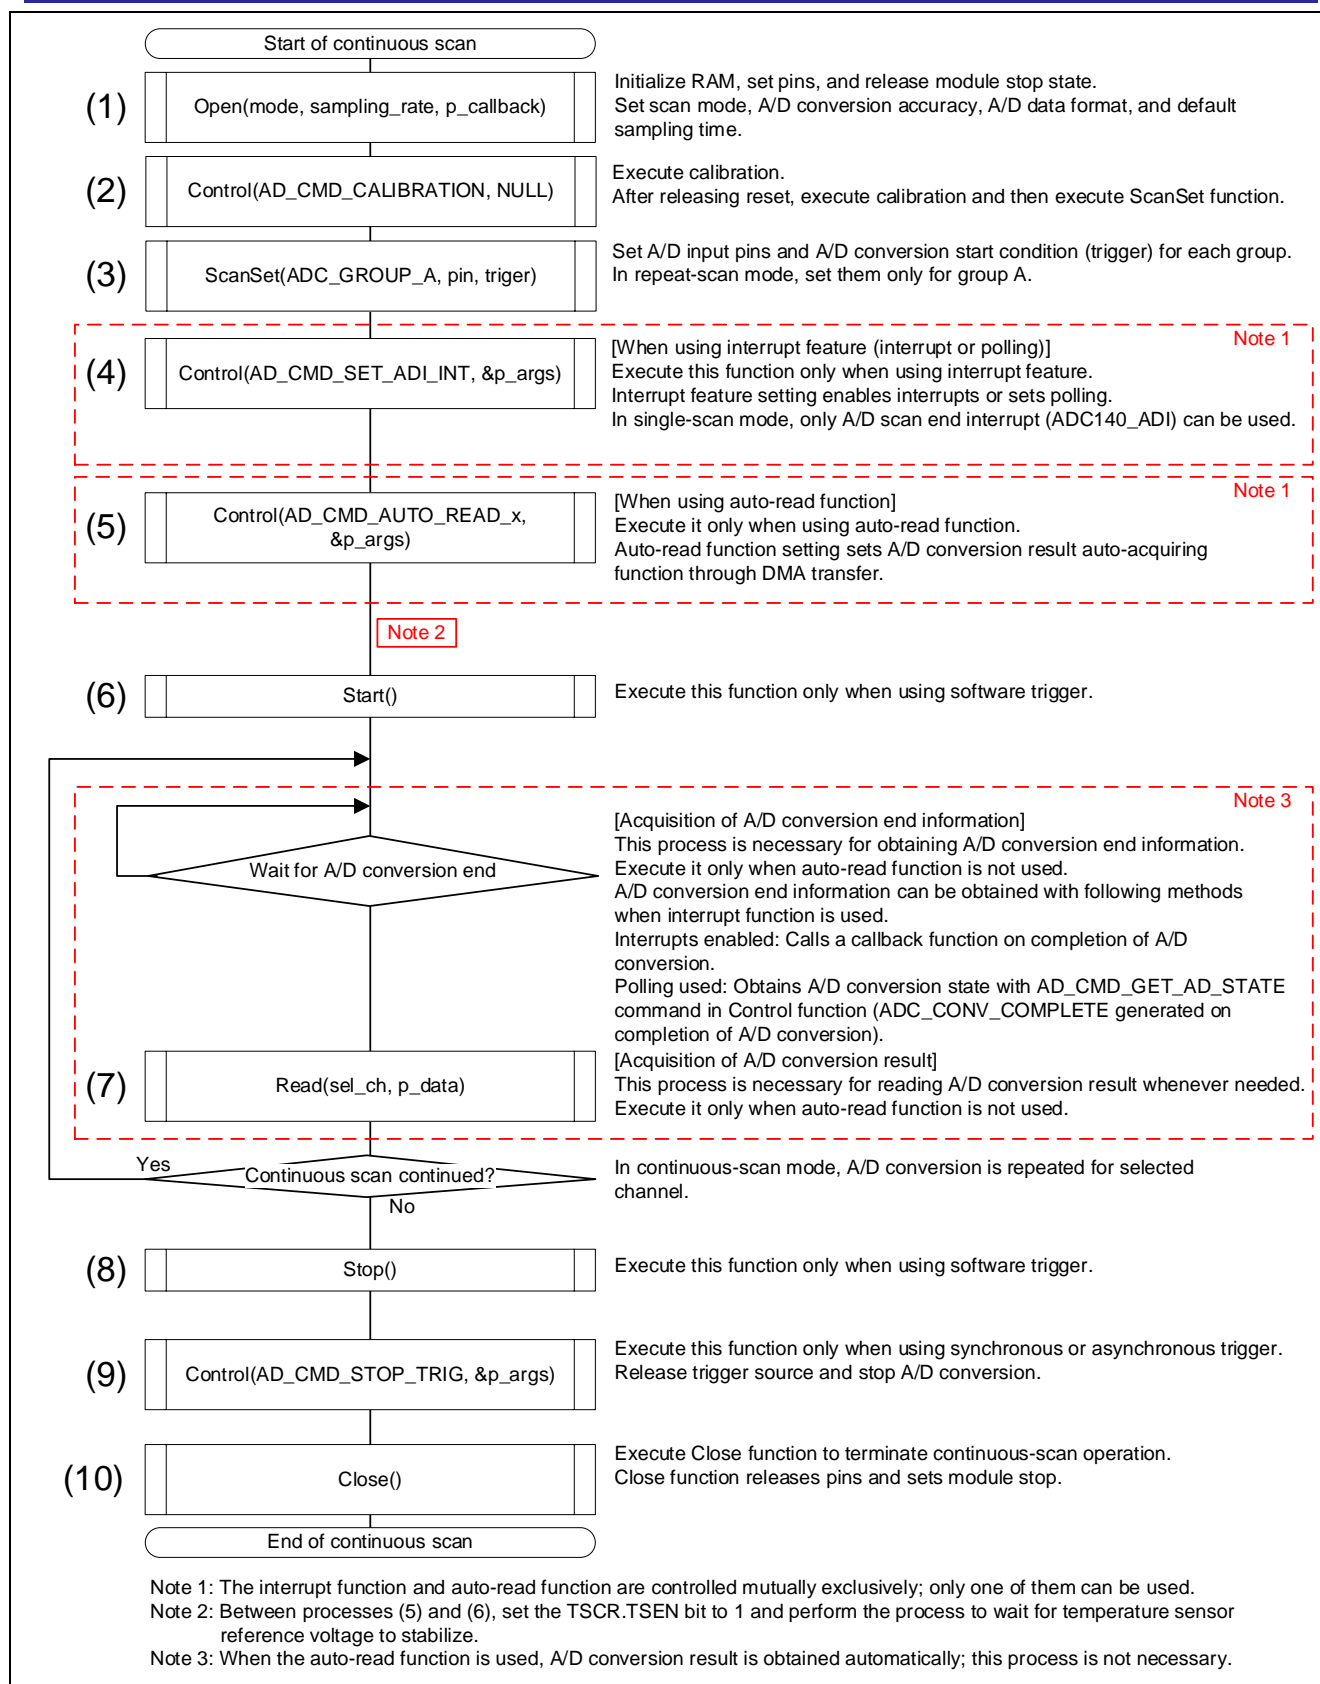 Start of continuous scan
(1)
Open(mode, sampling_rate, p_callback)
Initialize RAM, set pins, and release module stop state.
Set scan mode, A/D conversion accuracy, A/D data format, and default
sampling time.
(2)
Control(AD_CMD_CALIBRATION, NULL)
Execute calibration.
After releasing reset, execute calibration and then execute ScanSet function.
(3)
ScanSet(ADC_GROUP_A, pin, triger)
Set A/D input pins and A/D conversion start condition (trigger) for each group.
In repeat-scan mode, set them only for group A.
Note 1
(4)
Control(AD_CMD_SET_ADI_INT, &p_args)
[When using interrupt feature (interrupt or polling)]
Execute this function only when using interrupt feature.
Interrupt feature setting enables interrupts or sets polling.
In single-scan mode, only A/D scan end interrupt (ADC140_ADI) can be used.
Note 1
(5)
Control(AD_CMD_AUTO_READ_x,
&p_args)
[When using auto-read function]
Execute it only when using auto-read function.
Auto-read function setting sets A/D conversion result auto-acquiring
function through DMA transfer.
Note 2
(6)
Start()
Execute this function only when using software trigger.
Note 3
Wait for A/D conversion end
[Acquisition of A/D conversion end information]
This process is necessary for obtaining A/D conversion end information.
Execute it only when auto-read function is not used.
A/D conversion end information can be obtained with following methods
when interrupt function is used.
Interrupts enabled: Calls a callback function on completion of A/D
conversion.
Polling used: Obtains A/D conversion state with AD_CMD_GET_AD_STATE
command in Control function (ADC_CONV_COMPLETE generated on
completion of A/D conversion).
(7)
Read(sel_ch, p_data)
[Acquisition of A/D conversion result]
This process is necessary for reading A/D conversion result whenever needed.
Execute it only when auto-read function is not used.
Yes
Continuous scan continued?
In continuous-scan mode, A/D conversion is repeated for selected
channel.
No
(8)
Stop()
Execute this function only when using software trigger.
(9)
Control(AD_CMD_STOP_TRIG, &p_args)
Execute this function only when using synchronous or asynchronous trigger.
Release trigger source and stop A/D conversion.
(10)
Close()
Execute Close function to terminate continuous-scan operation.
Close function releases pins and sets module stop.
End of continuous scan
Note 1: The interrupt function and auto-read function are controlled mutually exclusively; only one of them can be used.
Note 2: Between processes (5) and (6), set the TSCR.TSEN bit to 1 and perform the process to wait for temperature sensor
reference voltage to stabilize.
Note 3: When the auto-read function is used, A/D conversion result is obtained automatically; this process is not necessary.